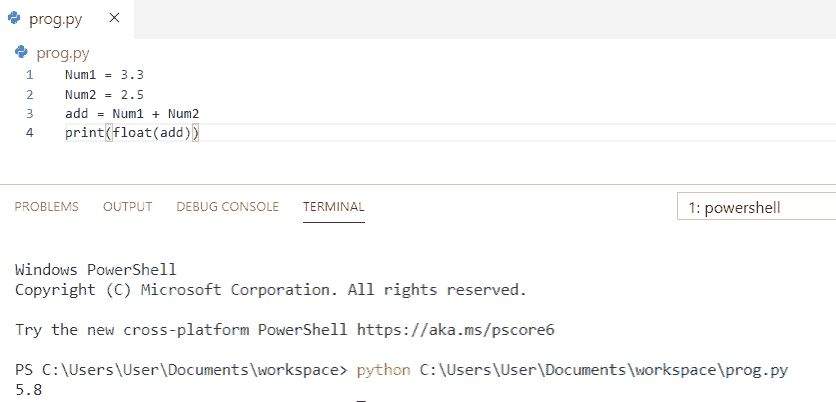 prog.py ×
prog.py
1 Num1 = 3.3
2 Num2 = 2.5
3 add = Num1 + Num2
4 print(float(add))
PROBLEMS OUTPUT DEBUG CONSOLE TERMINAL 1: powershell
Windows PowerShell
Copyright (C) Microsoft Corporation. All rights reserved.
Try the new cross-platform PowerShell https://aka.ms/pscore6
PS C:\Users\User\Documents\workspace> python C:\Users\User\Documents\workspace\prog.py
5.8